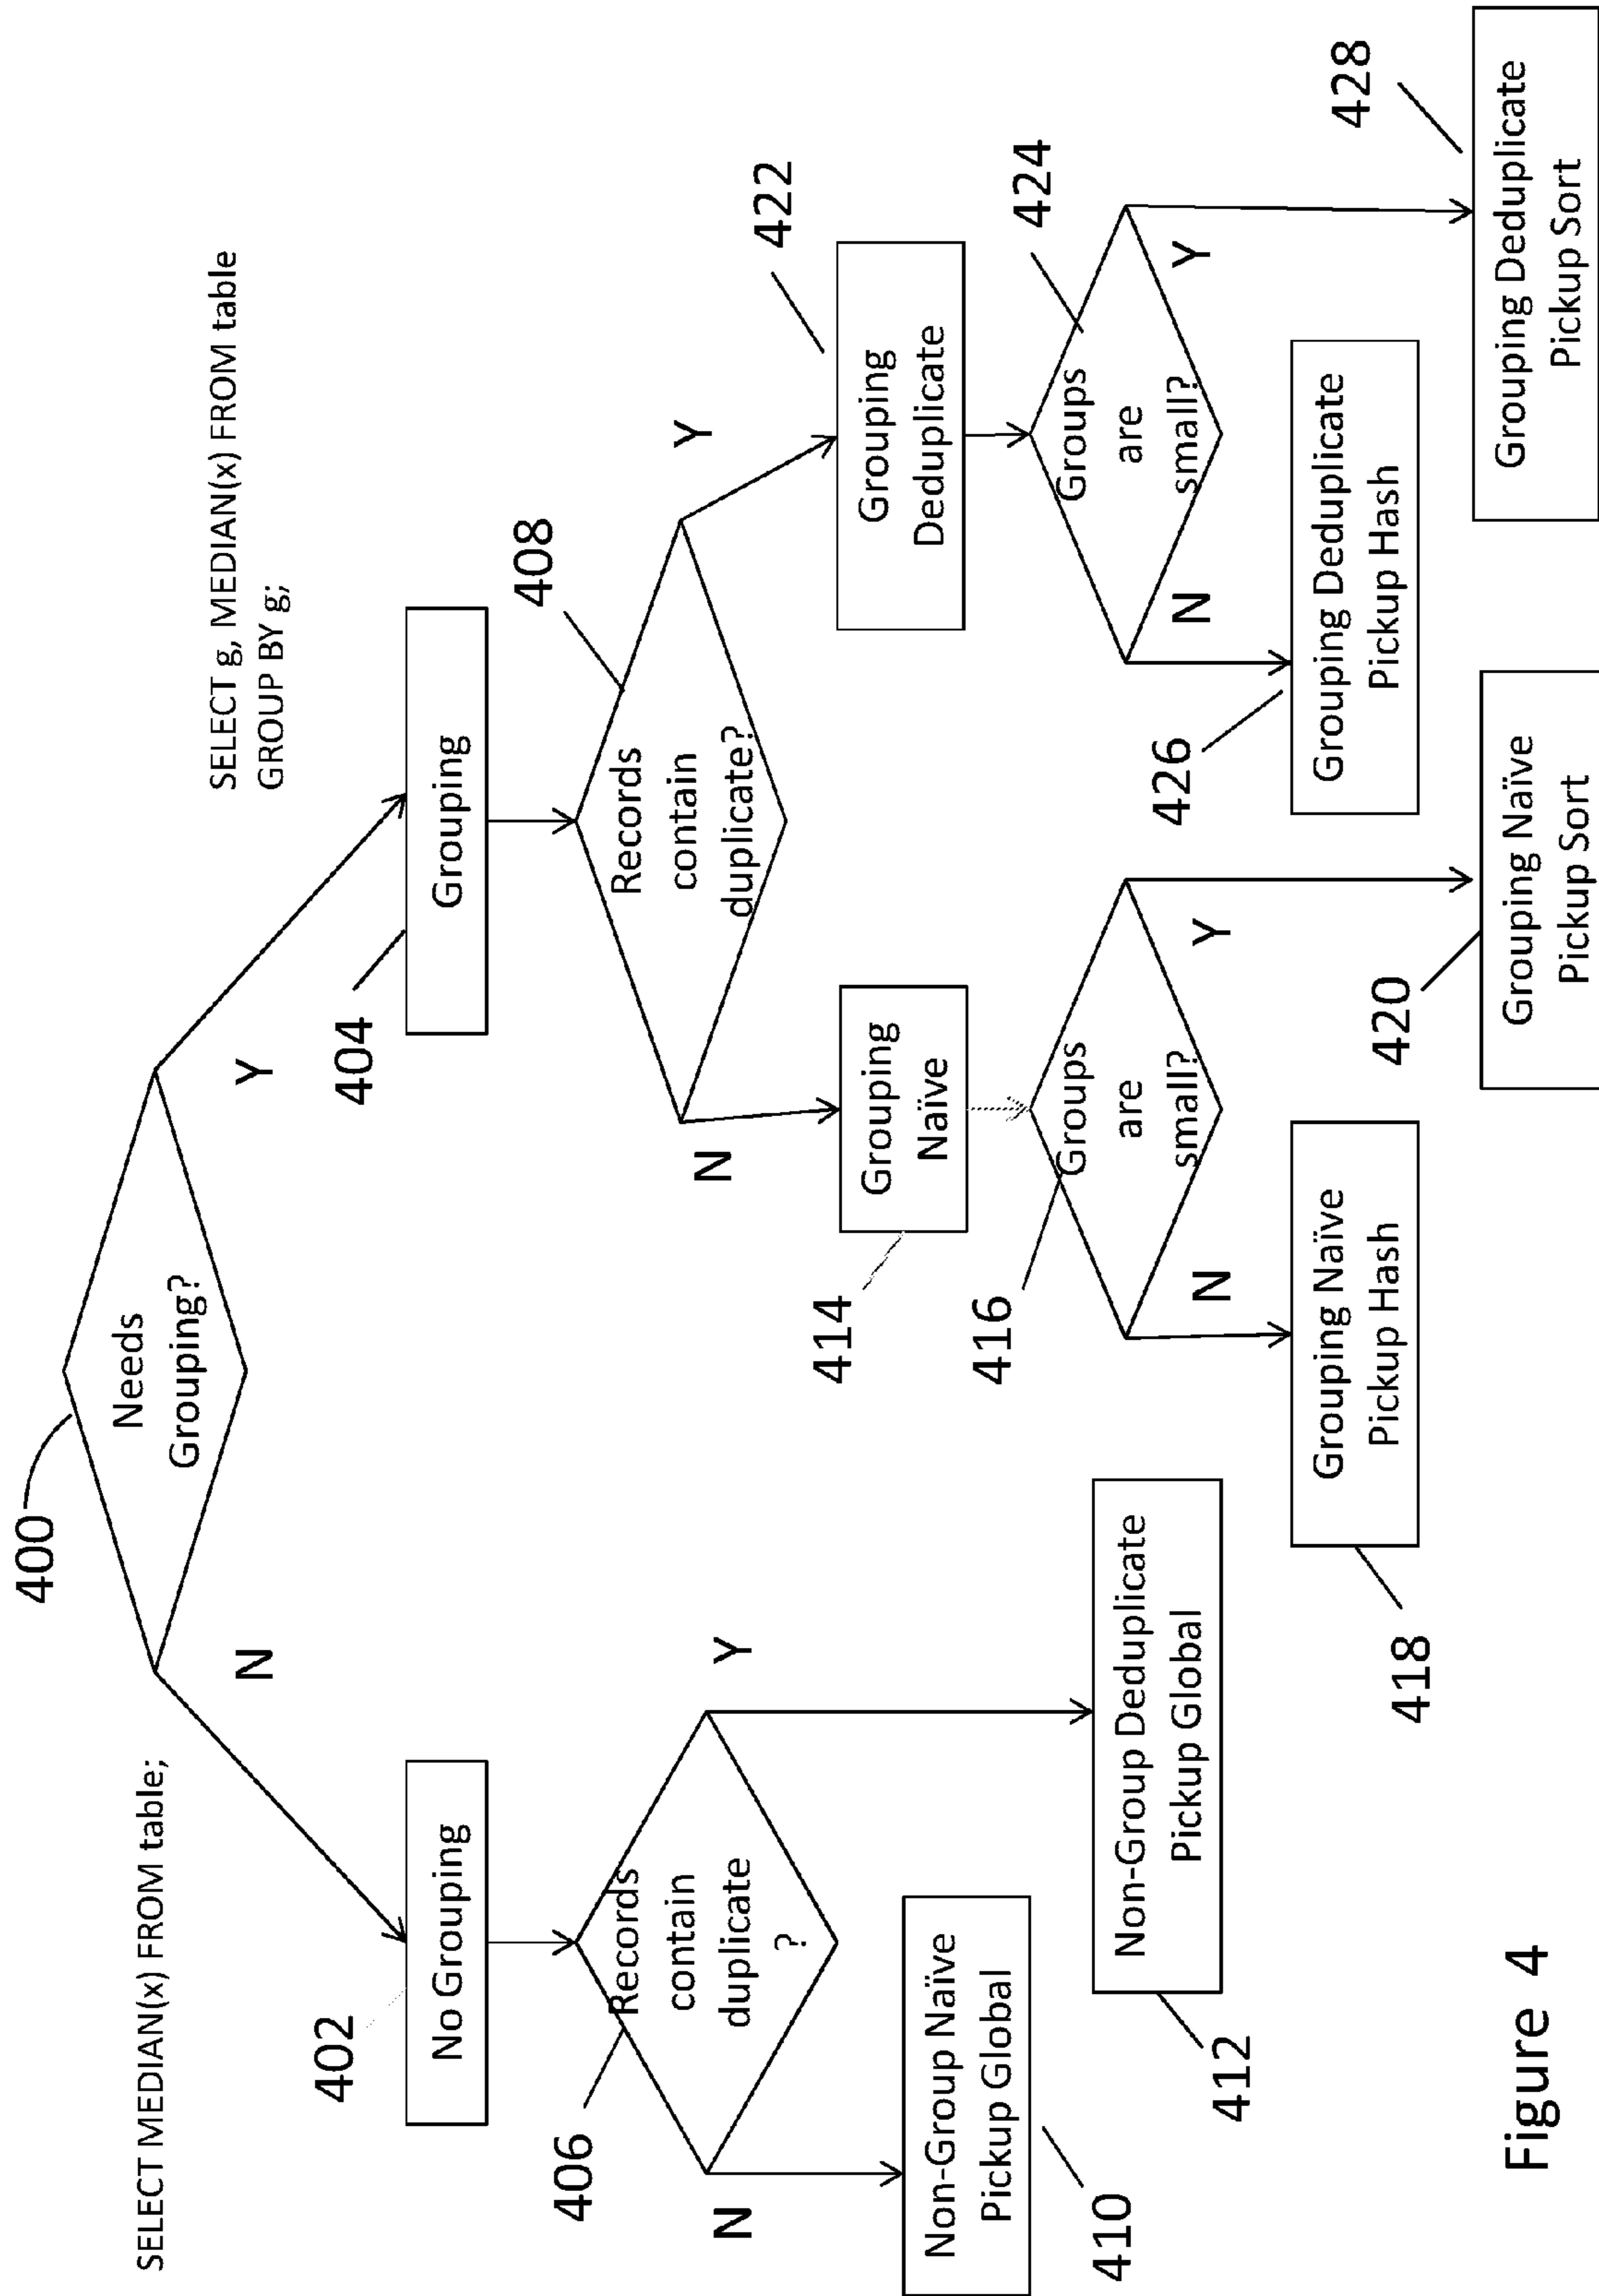 SELECT MEDIAN(x) FROM table;
SELECT g, MEDIAN(x) FROM table
GROUP BY g;
400
Needs
Grouping?
N
Y
402
No Grouping
404
Grouping
406
Records
contain
duplicate
?
N
Y
408
Records
contain
duplicate?
N
Y
410
Non-Group Naïve
Pickup Global
412
Non-Group Deduplicate
Pickup Global
414
Grouping
Naïve
416
Groups
are
small?
N
Y
418
Grouping Naïve
Pickup Hash
420
Grouping Naïve
Pickup Sort
422
Grouping
Deduplicate
424
Groups
are
small?
N
Y
426
Grouping Deduplicate
Pickup Hash
428
Grouping Deduplicate
Pickup Sort
Figure 4